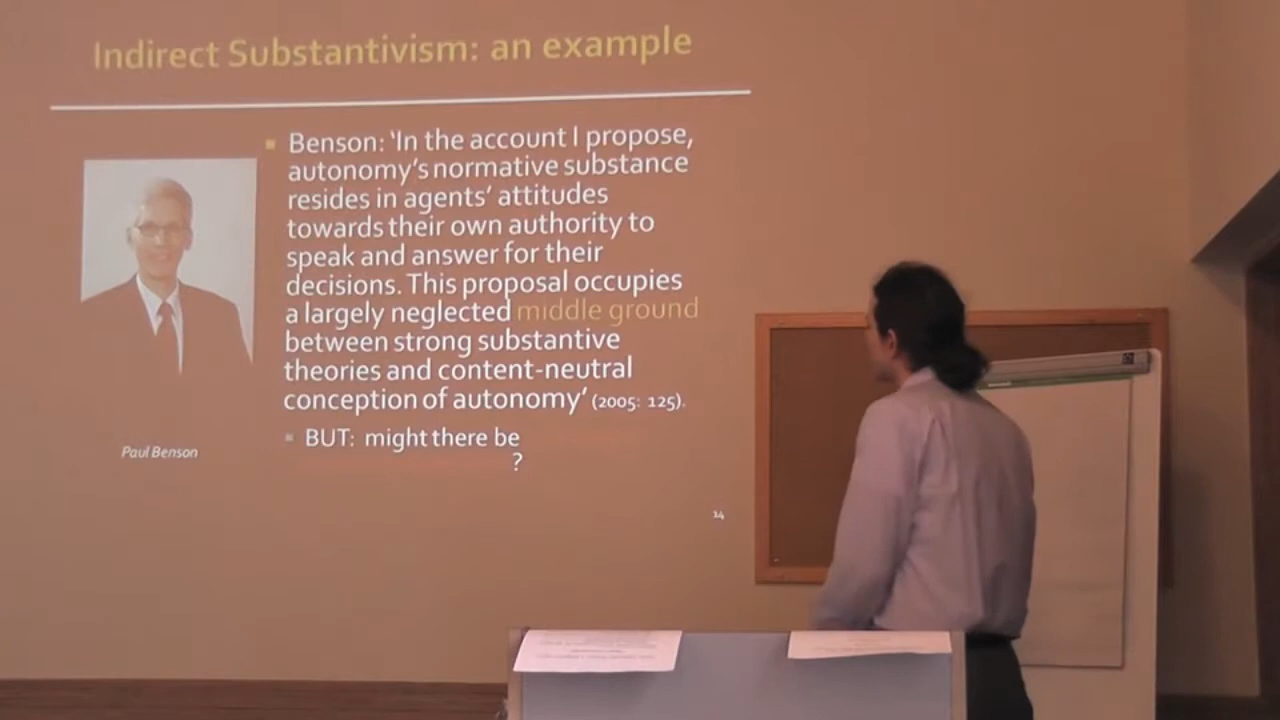 Indirect Substantivism: an example
Benson: ‘In the account I propose,
autonomy’s normative substance
resides in agents’ attitudes
towards their own authority to
speak and answer for their
decisions. This proposal occupies
a largely neglected middle ground
between strong substantive
theories and content-neutral
conception of autonomy’ (2005: 125).
BUT: might there be
?
Paul Benson
14